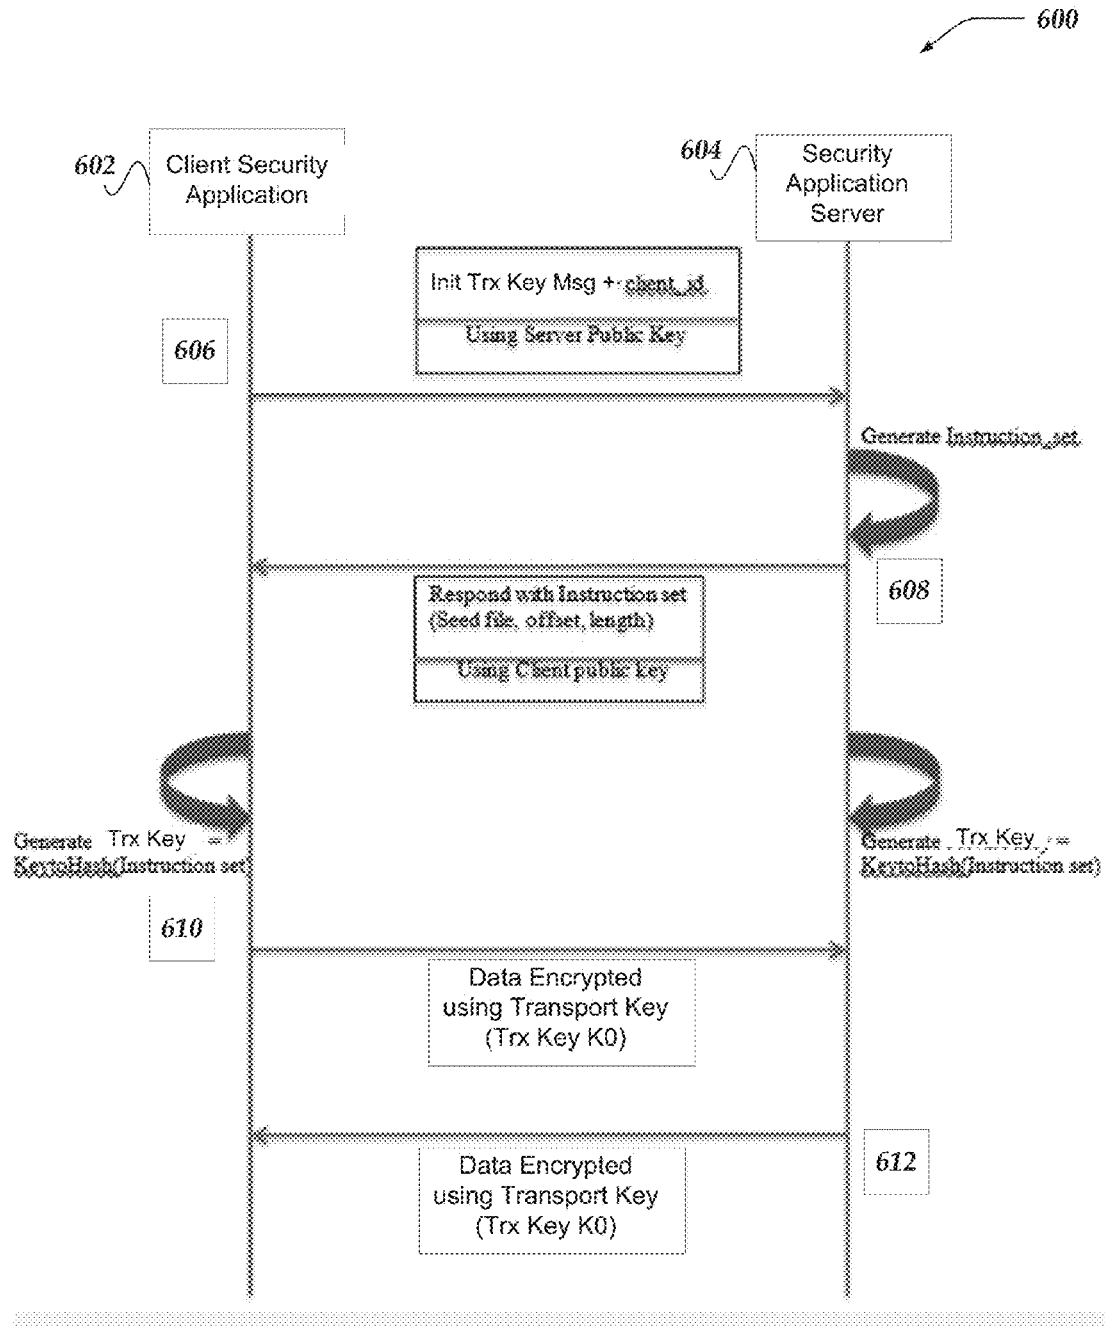 600
602
Client Security
Application
604
Security
Application
Server
Init Trx Key Msg + client_id
Using Server Public Key
606
Generate Instruction_set
608
Respond with Instruction set
(Seed file, offset, length)
Using Client public key
Generate Trx Key =
KeytoHash(Instruction set)
Generate Trx Key =
KeytoHash(Instruction set)
610
Data Encrypted
using Transport Key
(Trx Key K0)
612
Data Encrypted
using Transport Key
(Trx Key K0)